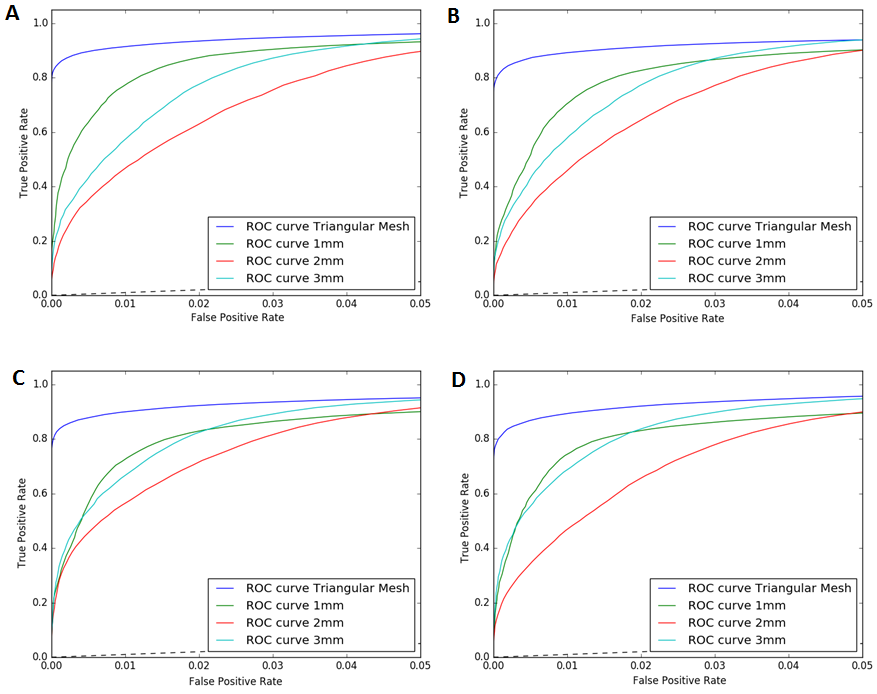 A
1.0
0.8
0.6
0.4
0.2
0.0
True Positive Rate
0.00 0.01 0.02 0.03 0.04 0.05
False Positive Rate
ROC curve Triangular Mesh
ROC curve 1mm
ROC curve 2mm
ROC curve 3mm
B
1.0
0.8
0.6
0.4
0.2
0.0
True Positive Rate
0.00 0.01 0.02 0.03 0.04 0.05
False Positive Rate
ROC curve Triangular Mesh
ROC curve 1mm
ROC curve 2mm
ROC curve 3mm
C
1.0
0.8
0.6
0.4
0.2
0.0
True Positive Rate
0.00 0.01 0.02 0.03 0.04 0.05
False Positive Rate
ROC curve Triangular Mesh
ROC curve 1mm
ROC curve 2mm
ROC curve 3mm
D
1.0
0.8
0.6
0.4
0.2
0.0
True Positive Rate
0.00 0.01 0.02 0.03 0.04 0.05
False Positive Rate
ROC curve Triangular Mesh
ROC curve 1mm
ROC curve 2mm
ROC curve 3mm